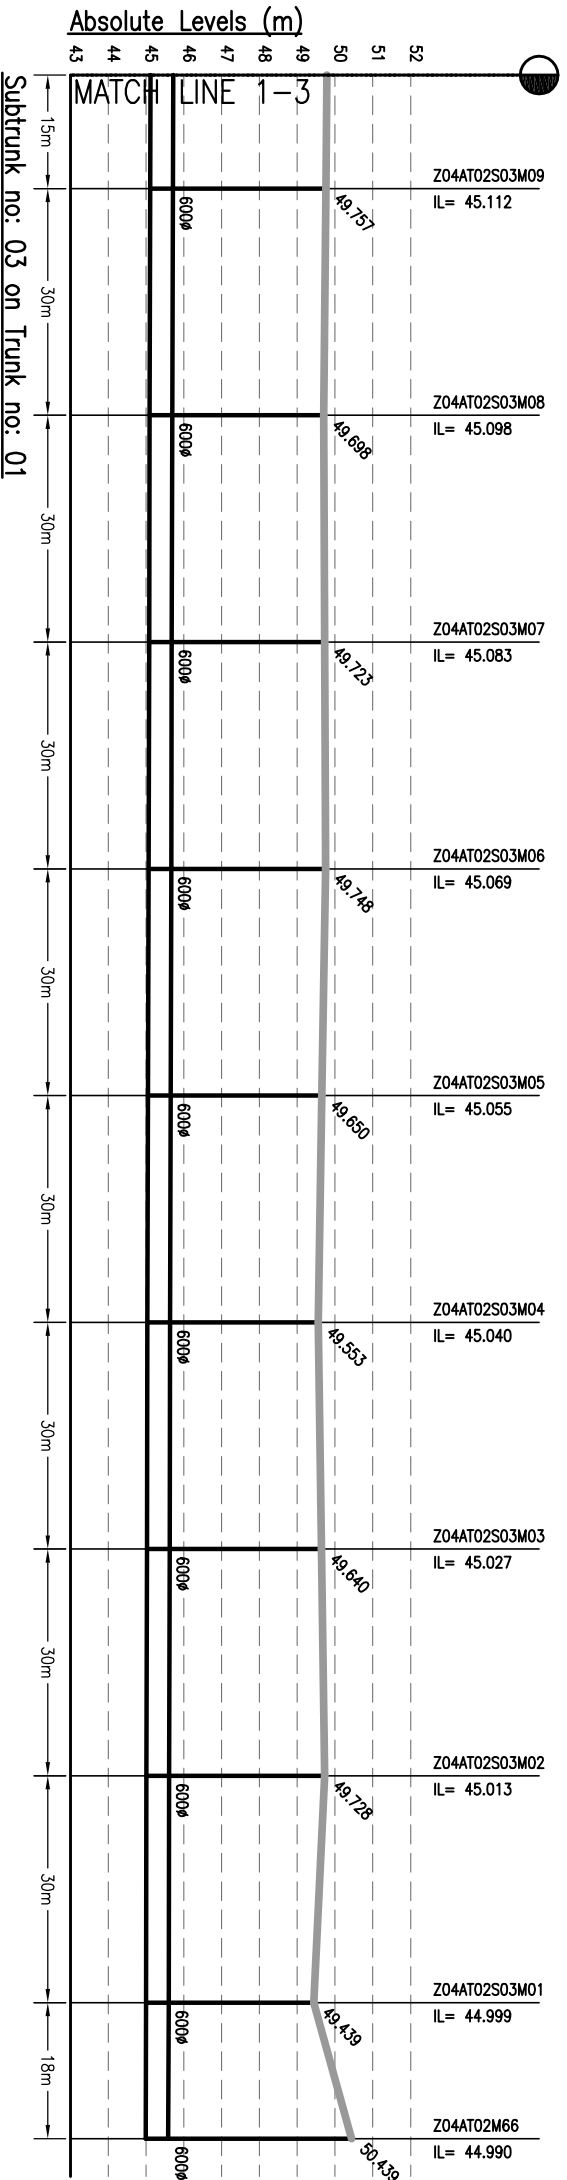 Absolute Levels (m)
43
44
45
46
47
48
49
50
51
52
MATCH LINE 1-3
15m
Z04AT02S03M09
IL= 45.112
49.757
600ø
30m
Z04AT02S03M08
IL= 45.098
49.698
600ø
30m
Z04AT02S03M07
IL= 45.083
49.723
600ø
30m
Z04AT02S03M06
IL= 45.069
49.748
600ø
30m
Z04AT02S03M05
IL= 45.055
49.650
600ø
30m
Z04AT02S03M04
IL= 45.040
49.553
600ø
30m
Z04AT02S03M03
IL= 45.027
49.640
600ø
30m
Z04AT02S03M02
IL= 45.013
49.728
600ø
30m
Z04AT02S03M01
IL= 44.999
49.439
600ø
18m
Z04AT02M66
IL= 44.990
50.439
600ø
Subtrunk no: 03 on Trunk no: 01